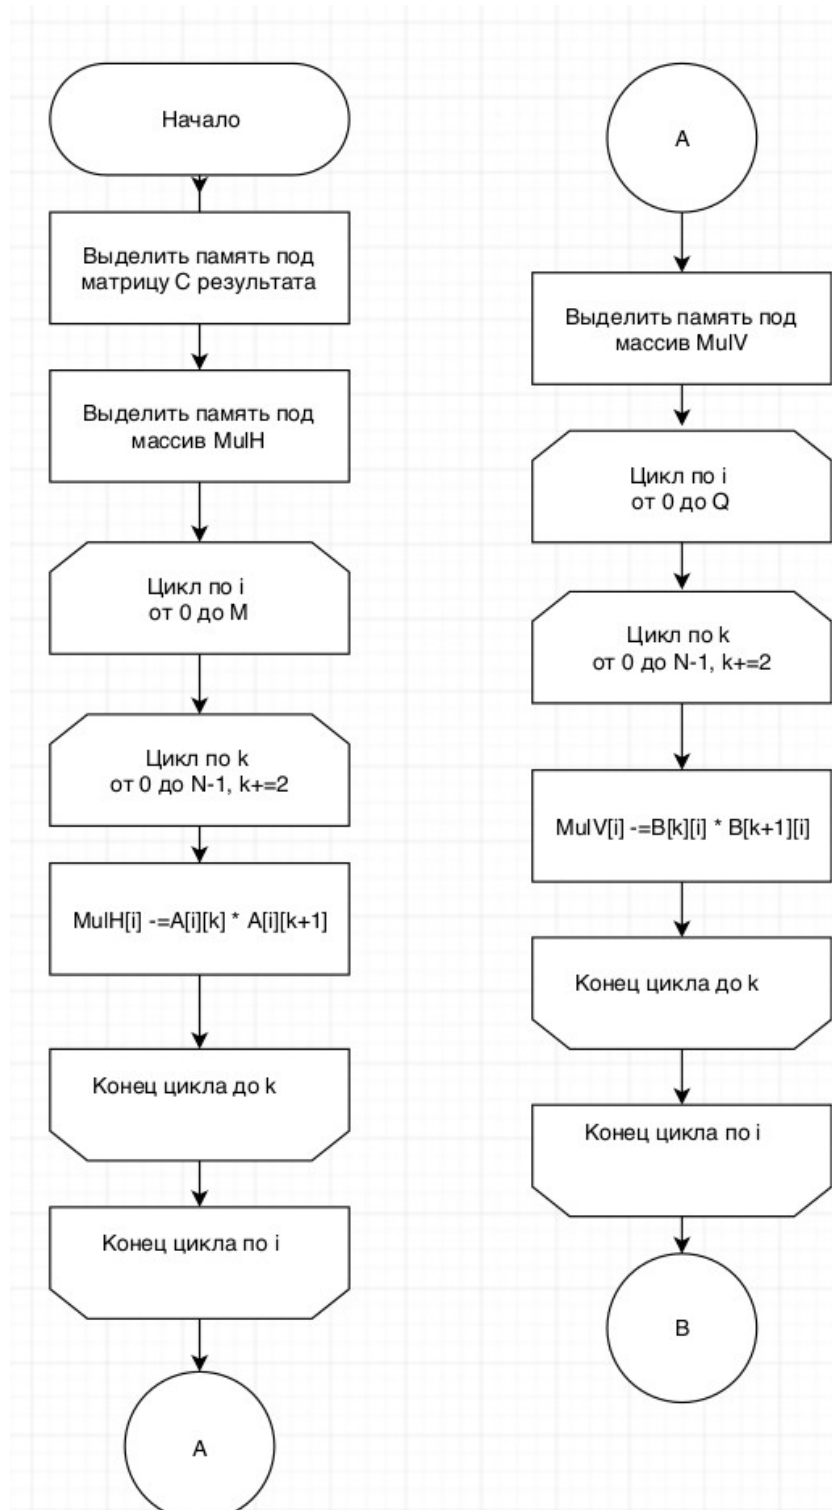 Начало
Выделить память под
матрицу С результата
Выделить память под
массив MulH
Цикл по i
от 0 до M
Цикл по k
от 0 до N-1, k+=2
MulH[i] -=A[i][k] * A[i][k+1]
Конец цикла до k
Конец цикла по i
A
A
Выделить память под
массив MulV
Цикл по i
от 0 до Q
Цикл по k
от 0 до N-1, k+=2
MulV[i] -=B[k][i] * B[k+1][i]
Конец цикла до k
Конец цикла по i
B